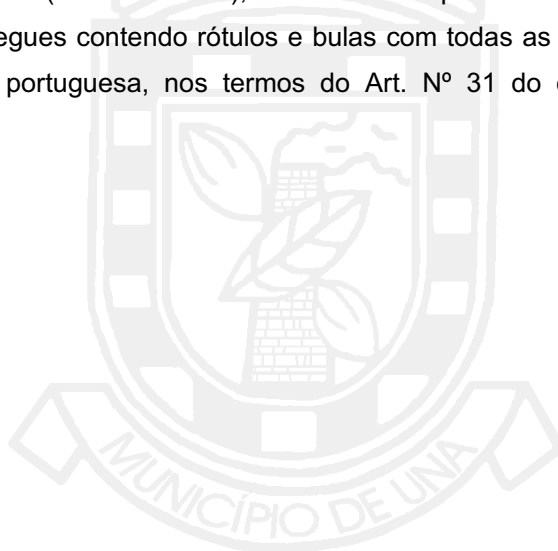 egues contendo rótulos e bulas com todas as
portuguesa, nos termos do Art. Nº 31 do
MUNICÍPIO DE UNA